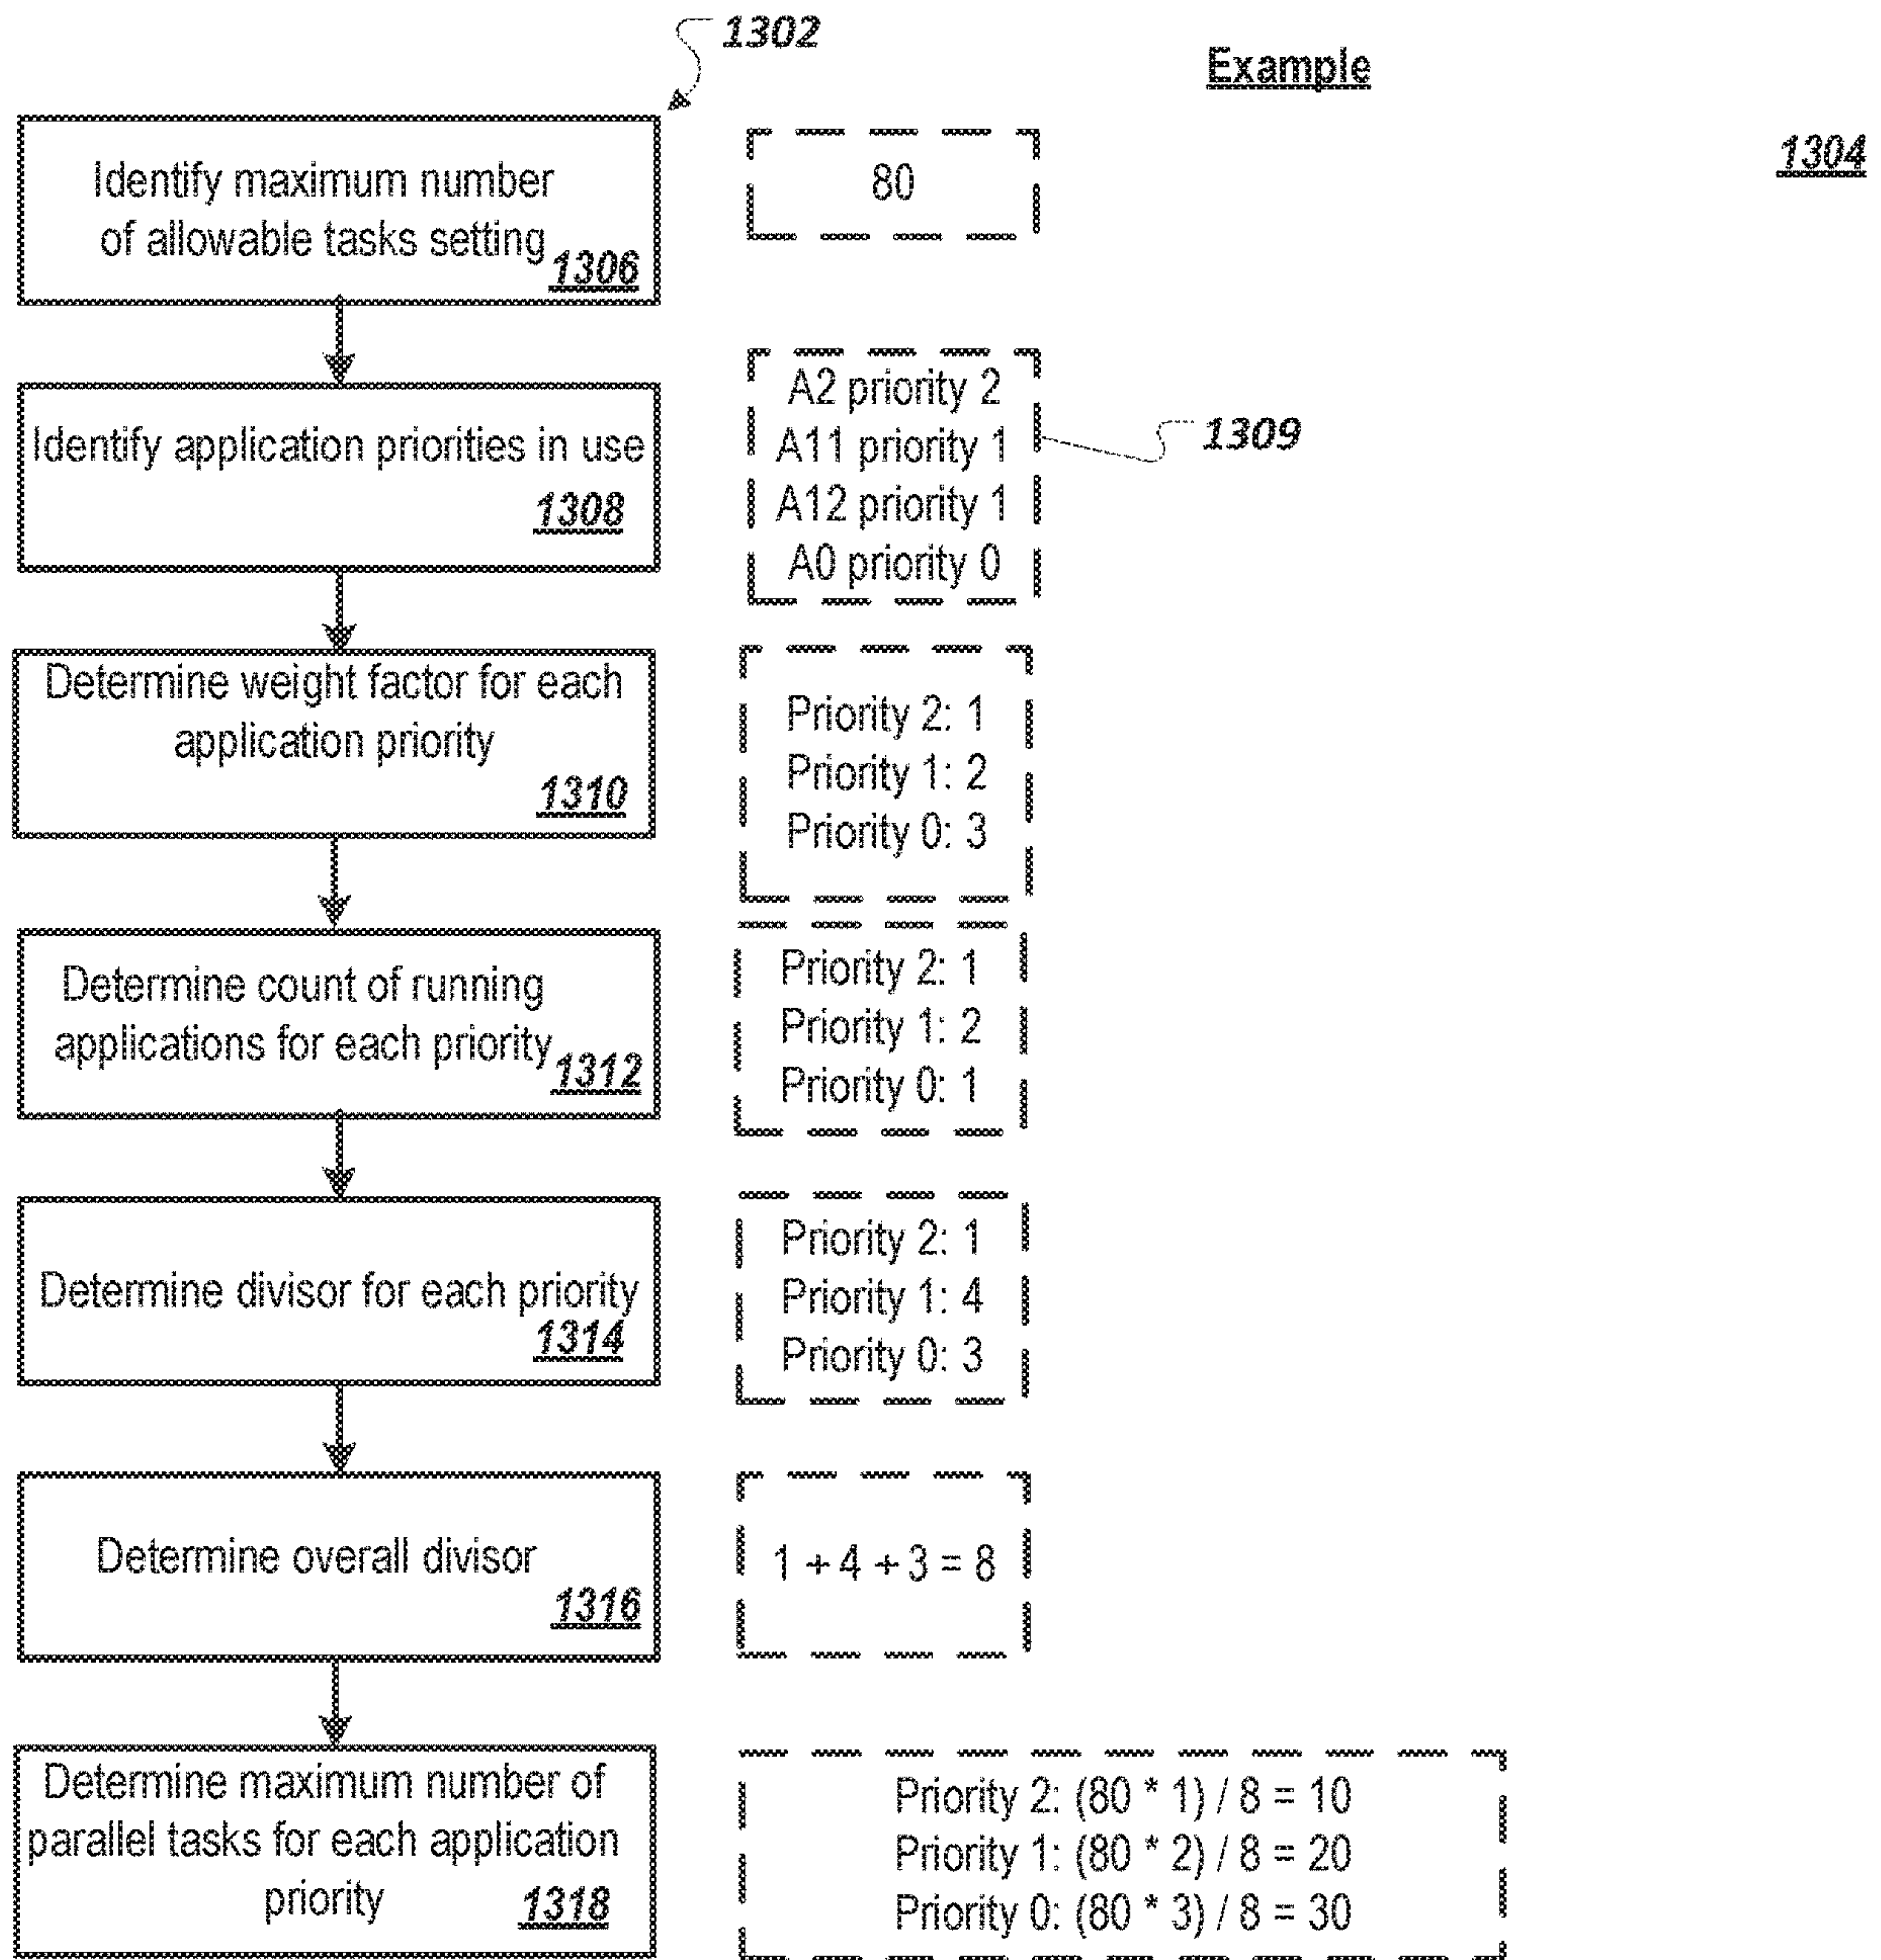 1302
Example
1304
Identify maximum number
of allowable tasks setting
1306
80
Identify application priorities in use
1308
A2 priority 2
A11 priority 1
A12 priority 1
A0 priority 0
1309
Determine weight factor for each
application priority
1310
Priority 2: 1
Priority 1: 2
Priority 0: 3
Determine count of running
applications for each priority
1312
Priority 2: 1
Priority 1: 2
Priority 0: 1
Determine divisor for each priority
1314
Priority 2: 1
Priority 1: 4
Priority 0: 3
Determine overall divisor
1316
1 + 4 + 3 = 8
Determine maximum number of
parallel tasks for each application
priority
1318
Priority 2: (80 * 1) / 8 = 10
Priority 1: (80 * 2) / 8 = 20
Priority 0: (80 * 3) / 8 = 30